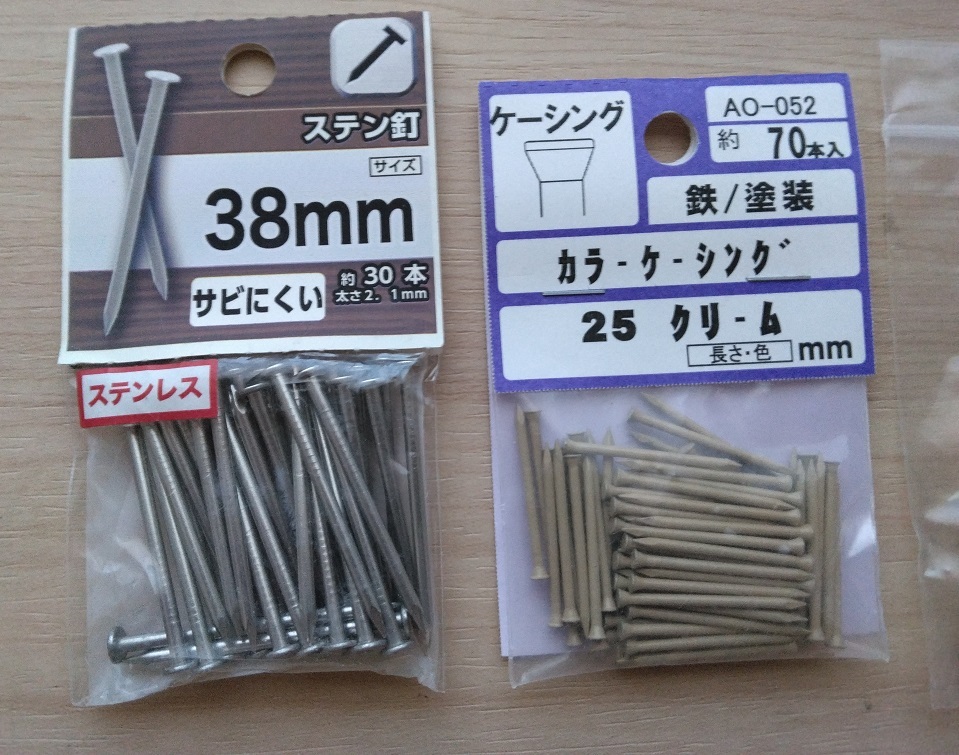 ステン釘
サイズ
38mm
サビにくい
約 30 本
太さ2.1mm
ステンレス
ケーシング
AO-052
約 70本入
鉄/塗装
カラ-ケ-シング
25 クリ-ム
長さ・色 mm